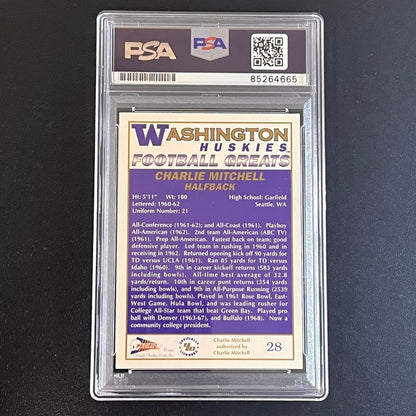 PSA
PSA
85264665
WASHINGTON
HUSKIES
FOOTBALL GREATS
CHARLIE MITCHELL
HALFBACK
Ht: 5'11" Wt: 180 High School: Garfield
Lettered: 1960-62 Seattle, WA
Uniform Number: 21
All-Conference (1961-62); and All-Coast (1961). Playboy
All-American (1962). 2nd team All-American (ABC TV)
(1961). Prep All-American. Fastest back on team; good
defensive player. Led team in rushing in 1960 and in
receiving in 1962. Returned opening kick 90 yards for
TD versus UCLA (1961). Ran 85 yards for TD versus
Idaho (1960). 9th in career kickoff returns (583 yards
including bowls). All-time best average of 32.8
yards/return. 10th in career punt returns (354 yards
including bowls), and 9th in All-Purpose Running (2539
yards including bowls). Played in 1961 Rose Bowl, East-
West Game, Hula Bowl, and was leading rusher for
College All-Star team that beat Green Bay. Played pro
ball with Denver (1963-67), and Buffalo (1968). Now a
community college president.
PACIFIC
OFFICIALLY
LICENSED
Charlie Mitchell
authorized by
Charlie Mitchell
28